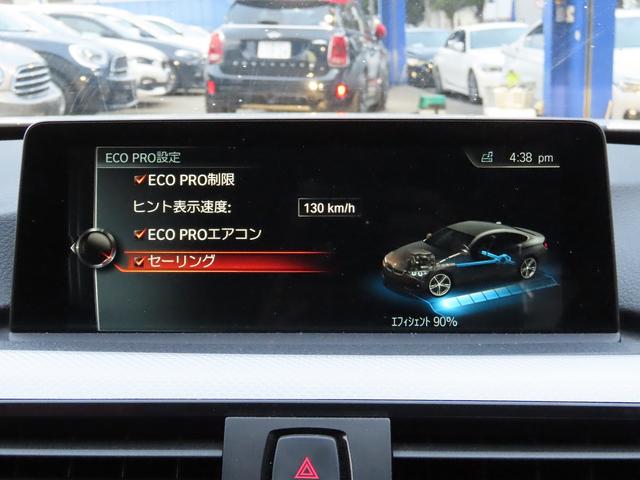 ECO PRO設定
4:38 pm
ECO PRO制限
ヒント表示速度: 130 km/h
ECO PROエアコン
セーリング
エフィシェント 90%